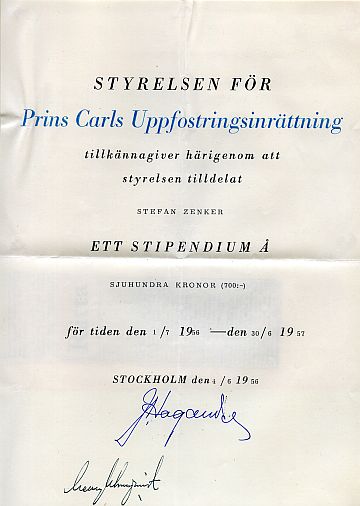 STYRELSEN FÖR
Prins Carls Uppfostringsinrättning
tillkännagiver härigenom att
styrelsen tilldelat
STEFAN ZENKER
ETT STIPENDIUM Å
SJUHUNDRA KRONOR (700:-)
för tiden den 1/7 1956 — den 30/6 1957
STOCKHOLM den 4/6 1956